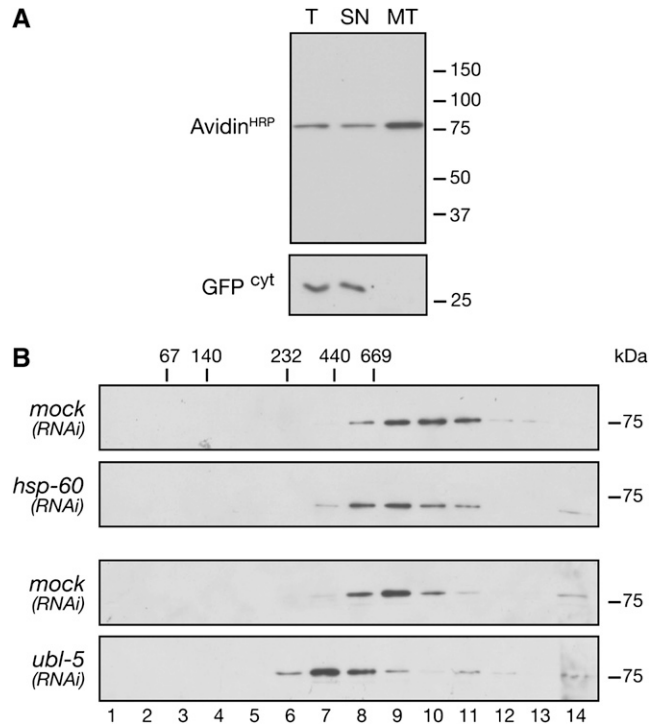 A
T SN MT
Avidin^HRP
150
100
75
50
37
GFP ^cyt
25
B
67 140 232 440 669 kDa
mock
(RNAi)
75
hsp-60
(RNAi)
75
mock
(RNAi)
75
ubl-5
(RNAi)
75
1 2 3 4 5 6 7 8 9 10 11 12 13 14